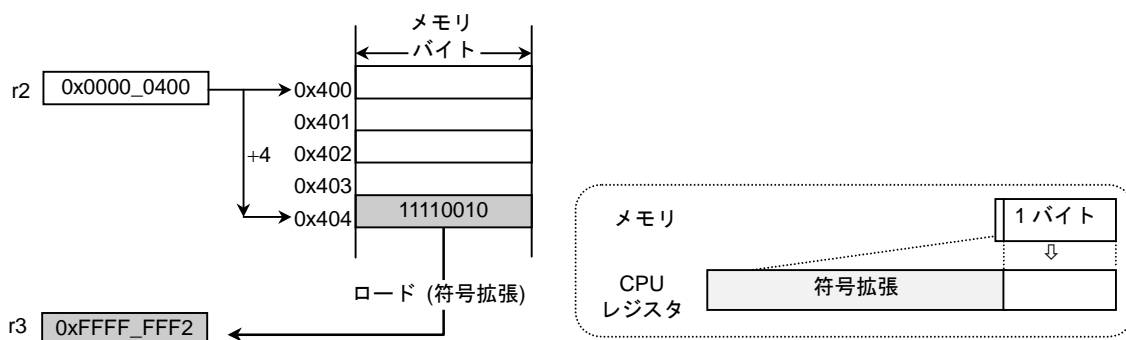 メモリ
バイト
r2 0x0000_0400
0x400
0x401
+4
0x402
0x403
0x404 11110010
ロード (符号拡張)
r3 0xFFFF_FFF2
メモリ
1 バイト
⇩
CPU
レジスタ
符号拡張